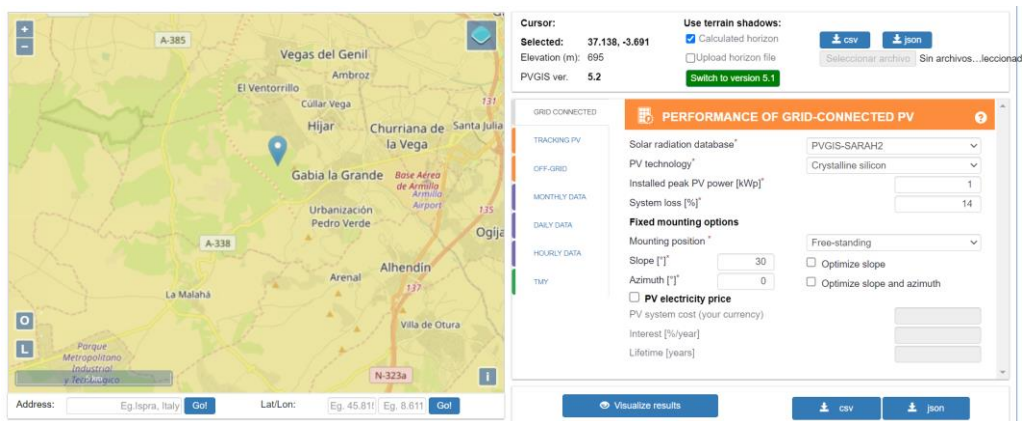 +
−
A-385
Vegas del Genil
Ambroz
El Ventorrillo
Cúllar Vega
131
Híjar
Churriana de
la Vega
Santa Julia
Gabia la Grande
Base Aérea
de Armilla
Armilla
Airport
135
Urbanización
Pedro Verde
Ogíja
A-338
Alhendín
Arenal
137
La Malahá
Villa de Otura
O
L
Parque
Metropolitano
Industrial
y Tecnológico
N-323a
i
Address:
Eg.Ispra, Italy
Go!
Lat/Lon:
Eg. 45.815
Eg. 8.611
Go!
Cursor:
Selected: 37.138, -3.691
Elevation (m): 695
PVGIS ver. 5.2
Use terrain shadows:
Calculated horizon
csv
json
Upload horizon file
Seleccionar archivo
Sin archivos…leccionad
Switch to version 5.1
GRID CONNECTED
TRACKING PV
OFF-GRID
MONTHLY DATA
DAILY DATA
HOURLY DATA
TMY
PERFORMANCE OF GRID-CONNECTED PV
?
Solar radiation database*
PVGIS-SARAH2
PV technology*
Crystalline silicon
Installed peak PV power [kWp]*
1
System loss [%]*
14
Fixed mounting options
Mounting position *
Free-standing
Slope [°]*
30
Optimize slope
Azimuth [°]*
0
Optimize slope and azimuth
PV electricity price
PV system cost (your currency)
Interest [%/year]
Lifetime [years]
Visualize results
csv
json